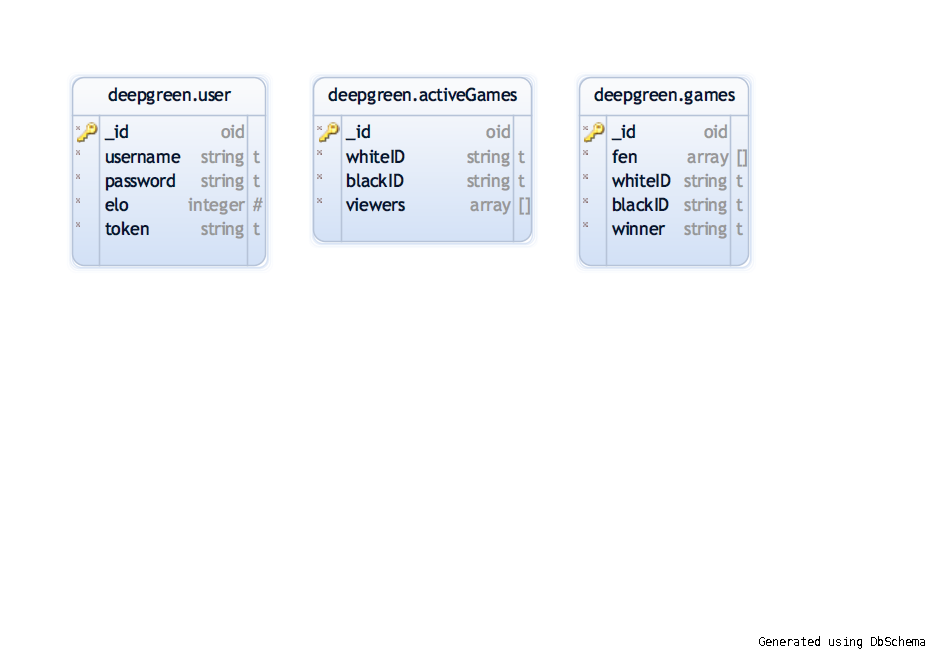 deepgreen.user
* _id oid
* username string t
* password string t
* elo integer #
* token string t
deepgreen.activeGames
* _id oid
* whiteID string t
* blackID string t
* viewers array []
deepgreen.games
* _id oid
* fen array []
* whiteID string t
* blackID string t
* winner string t
Generated using DbSchema